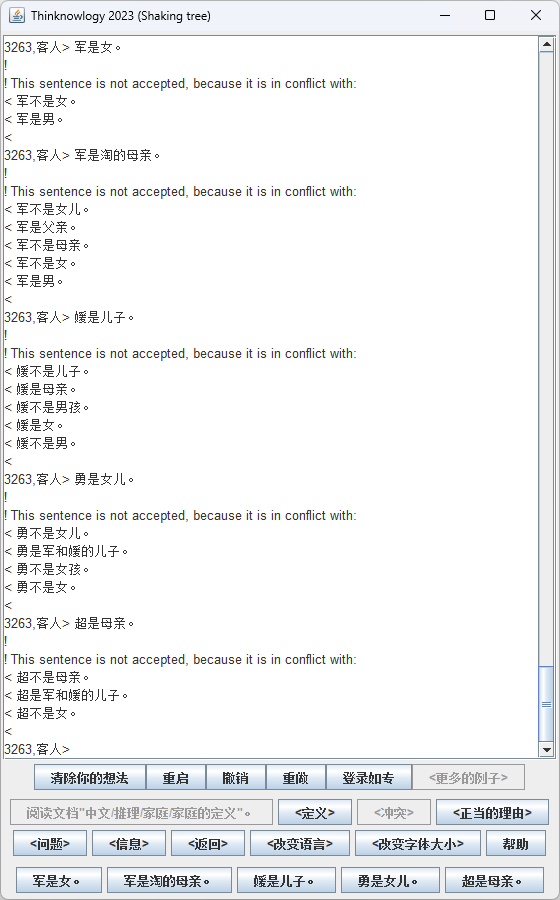 Thinknowlogy 2023 (Shaking tree)
3263,客人> 军是女。
!
! This sentence is not accepted, because it is in conflict with:
< 军不是女。
< 军是男。
<
3263,客人> 军是淘的母亲。
!
! This sentence is not accepted, because it is in conflict with:
< 军不是女儿。
< 军是父亲。
< 军不是母亲。
< 军不是女。
< 军是男。
<
3263,客人> 媛是儿子。
!
! This sentence is not accepted, because it is in conflict with:
< 媛不是儿子。
< 媛是母亲。
< 媛不是男孩。
< 媛是女。
< 媛不是男。
<
3263,客人> 勇是女儿。
!
! This sentence is not accepted, because it is in conflict with:
< 勇不是女儿。
< 勇是军和媛的儿子。
< 勇不是女孩。
< 勇不是女。
<
3263,客人> 超是母亲。
!
! This sentence is not accepted, because it is in conflict with:
< 超不是母亲。
< 超是军和媛的儿子。
< 超不是女。
<
3263,客人>
清除你的想法 重启 撤销 重做 登录如专 <更多的例子>
阅读文档"中文/推理/家庭/家庭的定义"。 <定义> <冲突> <正当的理由>
<问题> <信息> <返回> <改变语言> <改变字体大小> 帮助
军是女。 军是淘的母亲。 媛是儿子。 勇是女儿。 超是母亲。